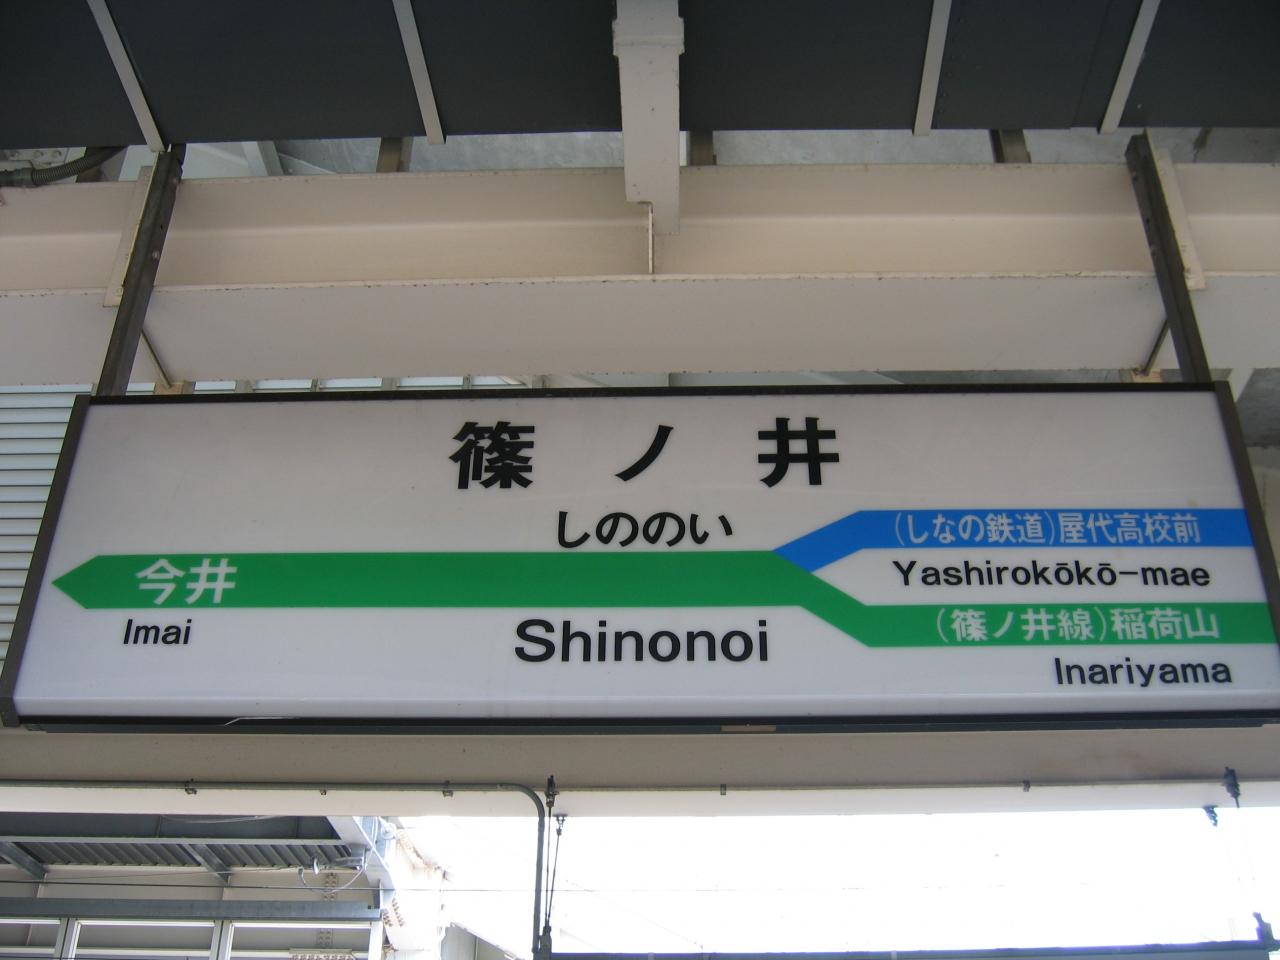 篠ノ井
しののい
(しなの鉄道)屋代高校前
今井
Yashirokōkō-mae
(篠ノ井線)稲荷山
Imai
Shinonoi
Inariyama